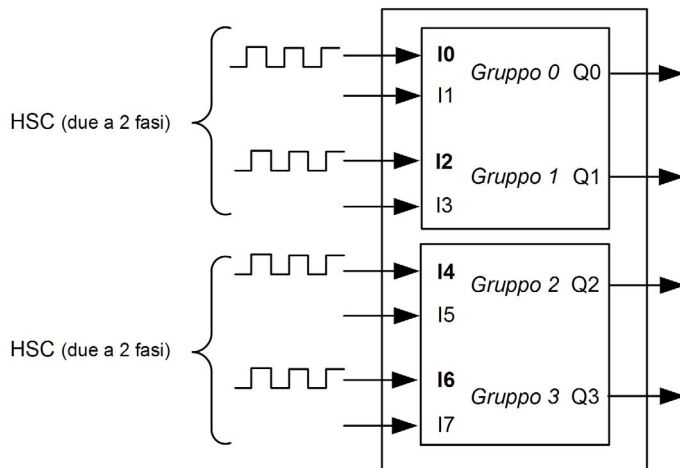 I0 Gruppo 0 Q0
I1
HSC (due a 2 fasi)
I2 Gruppo 1 Q1
I3
I4 Gruppo 2 Q2
I5
HSC (due a 2 fasi)
I6 Gruppo 3 Q3
I7